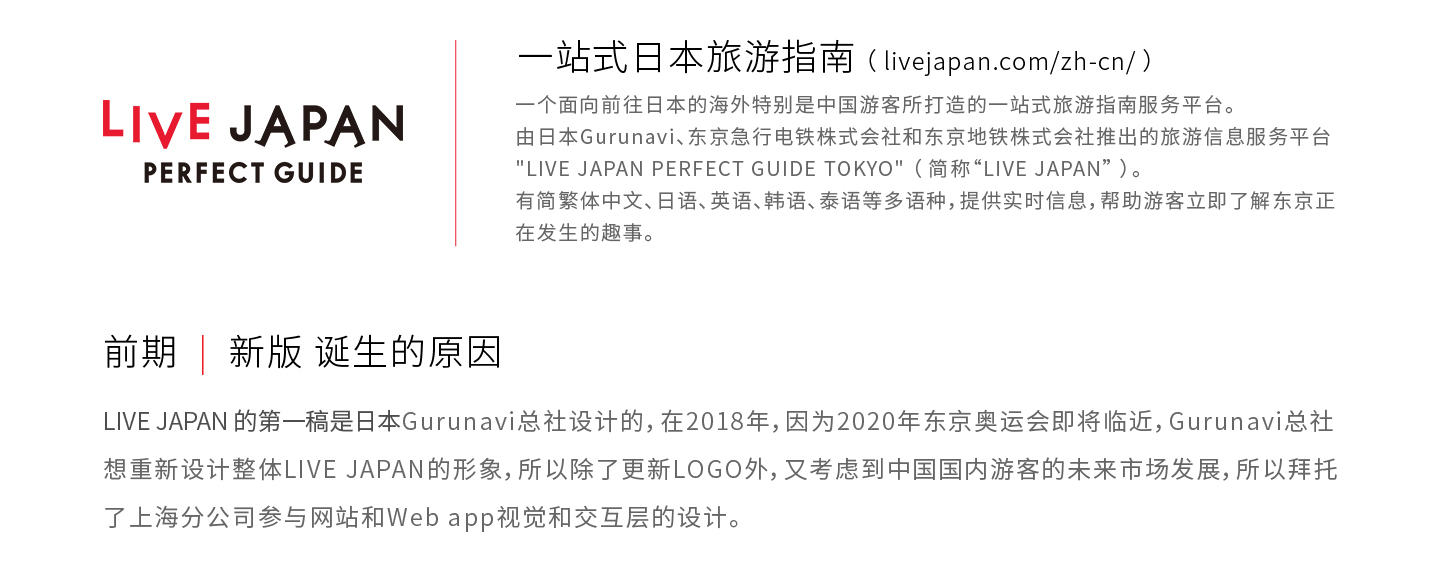 LIVE JAPAN
PERFECT GUIDE
一站式日本旅游指南（livejapan.com/zh-cn/）
一个面向前往日本的海外特别是中国游客所打造的一站式旅游指南服务平台。
由日本Gurunavi、东京急行电铁株式会社和东京地铁株式会社推出的旅游信息服务平台
"LIVE JAPAN PERFECT GUIDE TOKYO"（简称“LIVE JAPAN”）。
有简繁体中文、日语、英语、韩语、泰语等多语种，提供实时信息，帮助游客立即了解东京正
在发生的趣事。
前期 | 新版 诞生的原因
LIVE JAPAN 的第一稿是日本Gurunavi总社设计的，在2018年，因为2020年东京奥运会即将临近，Gurunavi总社
想重新设计整体LIVE JAPAN的形象，所以除了更新LOGO外，又考虑到中国国内游客的未来市场发展，所以拜托
了上海分公司参与网站和Web app视觉和交互层的设计。